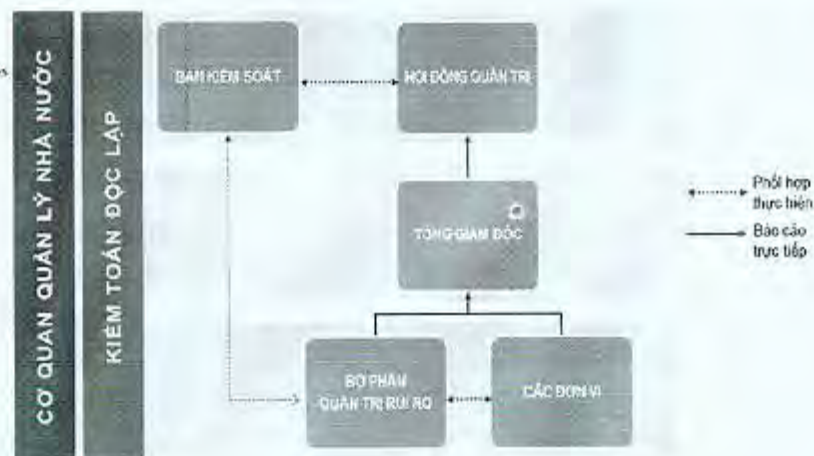 CƠ QUAN QUẢN LÝ NHÀ NƯỚC
KIỂM TOÁN ĐỘC LẬP
BAN KIỂM SOÁT
HỘI ĐỒNG QUẢN TRỊ
TỔNG GIÁM ĐỐC
BỘ PHẬN
QUẢN TRỊ RỦI RO
CÁC ĐƠN VỊ
Phối hợp
thực hiện
Báo cáo
trực tiếp